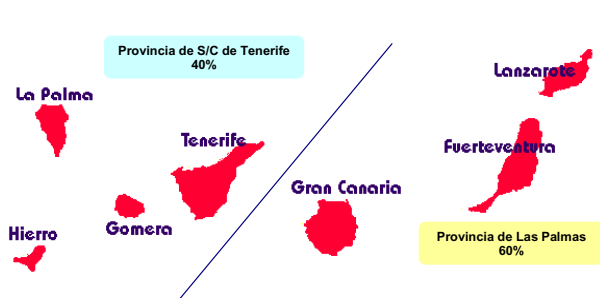 Provincia de S/C de Tenerife
40%
Lanzarote
La Palma
Tenerife
Fuerteventura
Gran Canaria
Gomera
Hierro
Provincia de Las Palmas
60%